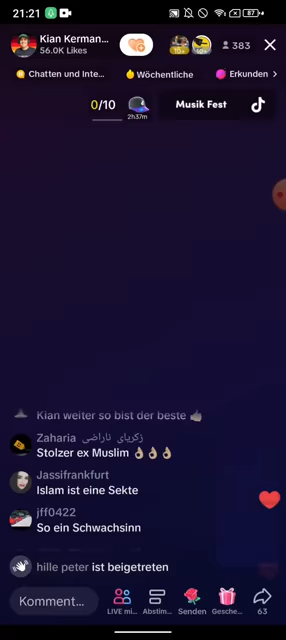 21:21
87
Kian Kerman...
56.0K Likes
10+
383
Chatten und Inte...
Wöchentliche
Erkunden
0/10
2h37m
Musik Fest
Kian weiter so bist der beste 👍
Zaharia زکریای ناراضی
Stolzer ex Muslim 👌🏼👌🏼👌🏼
Jassifrankfurt
Islam ist eine Sekte
jff0422
So ein Schwachsinn
hille peter ist beigetreten
Komment...
LIVE mi...
Abstim...
Senden
Gesche...
63